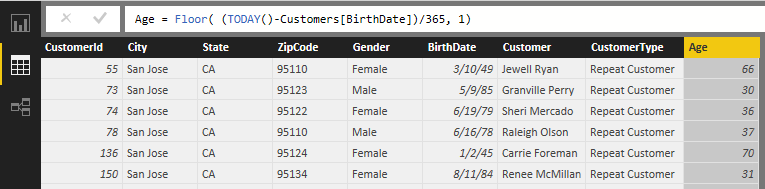 Age = Floor( (TODAY()-Customers[BirthDate])/365, 1)
CustomerId City State ZipCode Gender BirthDate Customer CustomerType Age
55 San Jose CA 95110 Female 3/10/49 Jewell Ryan Repeat Customer 66
73 San Jose CA 95123 Male 5/9/85 Granville Perry Repeat Customer 30
74 San Jose CA 95122 Female 6/19/79 Sheri Mercado Repeat Customer 36
78 San Jose CA 95110 Male 6/16/78 Raleigh Olson Repeat Customer 37
136 San Jose CA 95124 Female 1/2/45 Carrie Foreman Repeat Customer 70
150 San Jose CA 95134 Female 8/11/84 Renee McMillan Repeat Customer 31